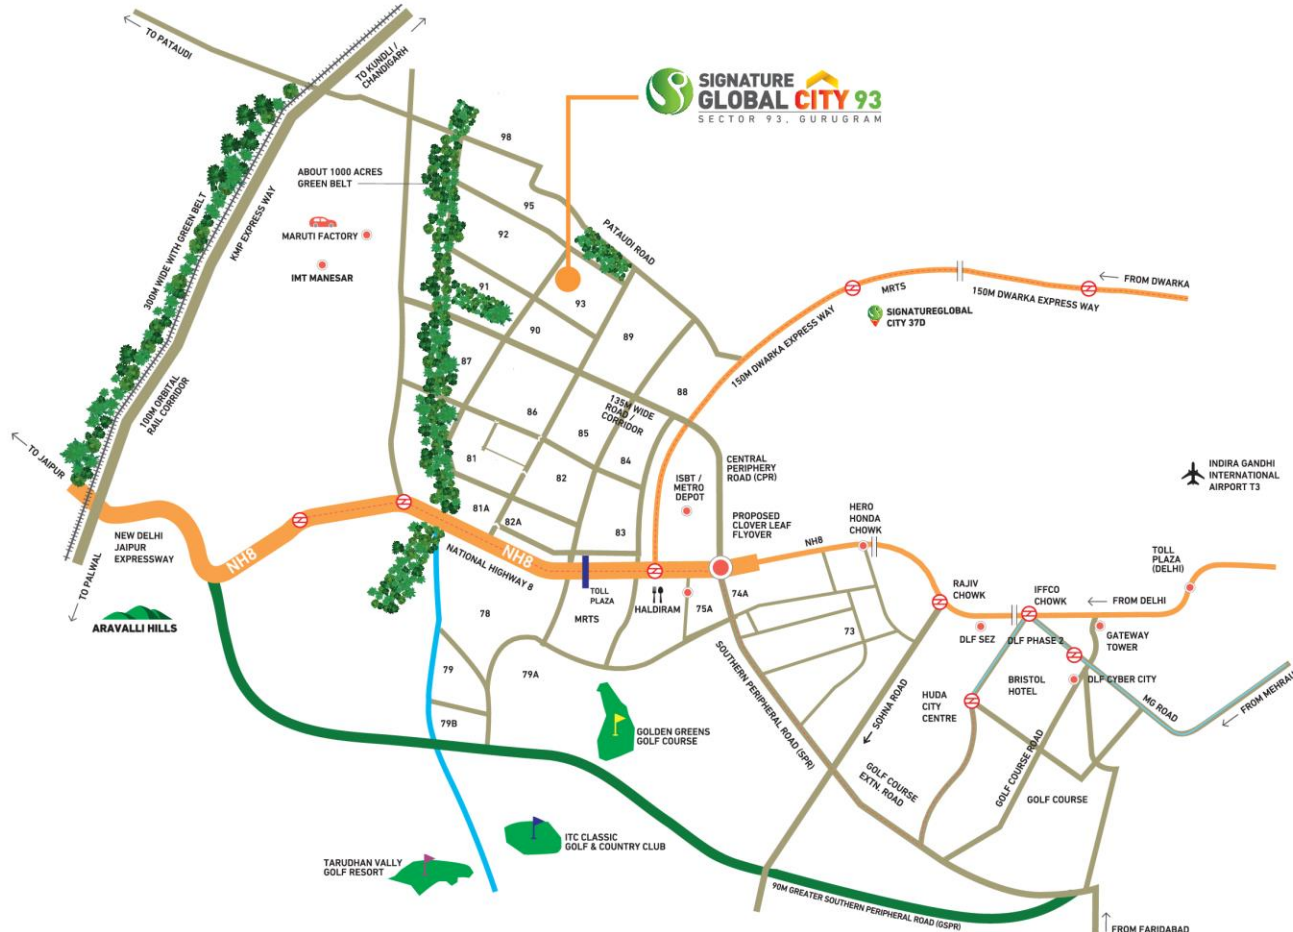 TO PATAUDI
TO KUNDLI /
CHANDIGARH
SIGNATURE
GLOBAL CITY 93
SECTOR 93, GURUGRAM
98
ABOUT 1000 ACRES
GREEN BELT
300M WIDE WITH GREEN BELT
KMP EXPRESS WAY
95
92
PATAUDI ROAD
MARUTI FACTORY
IMT MANESAR
91
93
90
89
MRTS
FROM DWARKA
150M DWARKA EXPRESS WAY
SIGNATUREGLOBAL
CITY 37D
150M DWARKA EXPRESS WAY
87
88
100M ORBITAL
RAIL CORRIDOR
86
135M WIDE
ROAD /
CORRIDOR
85
84
81
82
TO JAIPUR
CENTRAL
PERIPHERY
ROAD (CPR)
ISBT /
METRO
DEPOT
INDIRA GANDHI
INTERNATIONAL
AIRPORT T3
81A
82A
83
PROPOSED
CLOVER LEAF
FLYOVER
HERO
HONDA
CHOWK
NEW DELHI
JAIPUR
EXPRESSWAY
NH8
NATIONAL HIGHWAY 8
NH8
NH8
TOLL
PLAZA
(DELHI)
TO PALWAL
TOLL
PLAZA
MRTS
HALDIRAM
75A
74A
RAJIV
CHOWK
IFFCO
CHOWK
FROM DELHI
ARAVALLI HILLS
78
73
DLF SEZ
DLF PHASE 2
GATEWAY
TOWER
79
79A
SOUTHERN PERIPHERAL ROAD (SPR)
SOHNA ROAD
HUDA
CITY
CENTRE
BRISTOL
HOTEL
DLF CYBER CITY
MG ROAD
FROM MEHRALI
79B
GOLDEN GREENS
GOLF COURSE
GOLF COURSE
EXTN. ROAD
GOLF COURSE ROAD
GOLF COURSE
ITC CLASSIC
GOLF & COUNTRY CLUB
TARUDHAN VALLY
GOLF RESORT
90M GREATER SOUTHERN PERIPHERAL ROAD (GSPR)
FROM FARIDABAD